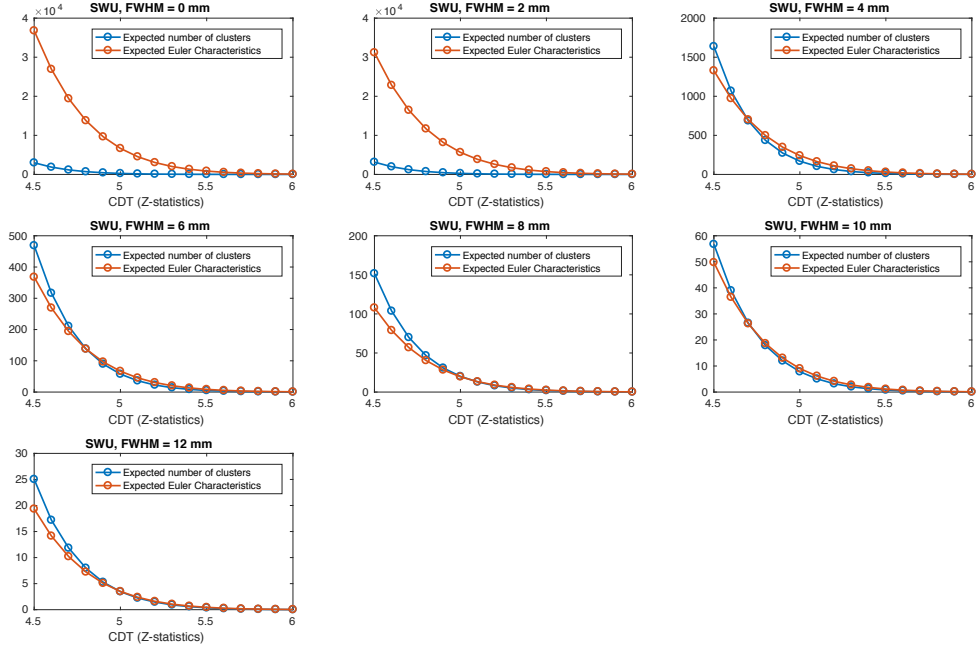 SWU, FWHM = 0 mm
×10⁴
4
3
2
1
0
Expected number of clusters
Expected Euler Characteristics
4.5 5 5.5 6
CDT (Z-statistics)
SWU, FWHM = 2 mm
×10⁴
4
3
2
1
0
Expected number of clusters
Expected Euler Characteristics
4.5 5 5.5 6
CDT (Z-statistics)
SWU, FWHM = 4 mm
2000
1500
1000
500
0
Expected number of clusters
Expected Euler Characteristics
4.5 5 5.5 6
CDT (Z-statistics)
SWU, FWHM = 6 mm
500
400
300
200
100
0
Expected number of clusters
Expected Euler Characteristics
4.5 5 5.5 6
CDT (Z-statistics)
SWU, FWHM = 8 mm
200
150
100
50
0
Expected number of clusters
Expected Euler Characteristics
4.5 5 5.5 6
CDT (Z-statistics)
SWU, FWHM = 10 mm
60
50
40
30
20
10
0
Expected number of clusters
Expected Euler Characteristics
4.5 5 5.5 6
CDT (Z-statistics)
SWU, FWHM = 12 mm
30
25
20
15
10
5
0
Expected number of clusters
Expected Euler Characteristics
4.5 5 5.5 6
CDT (Z-statistics)